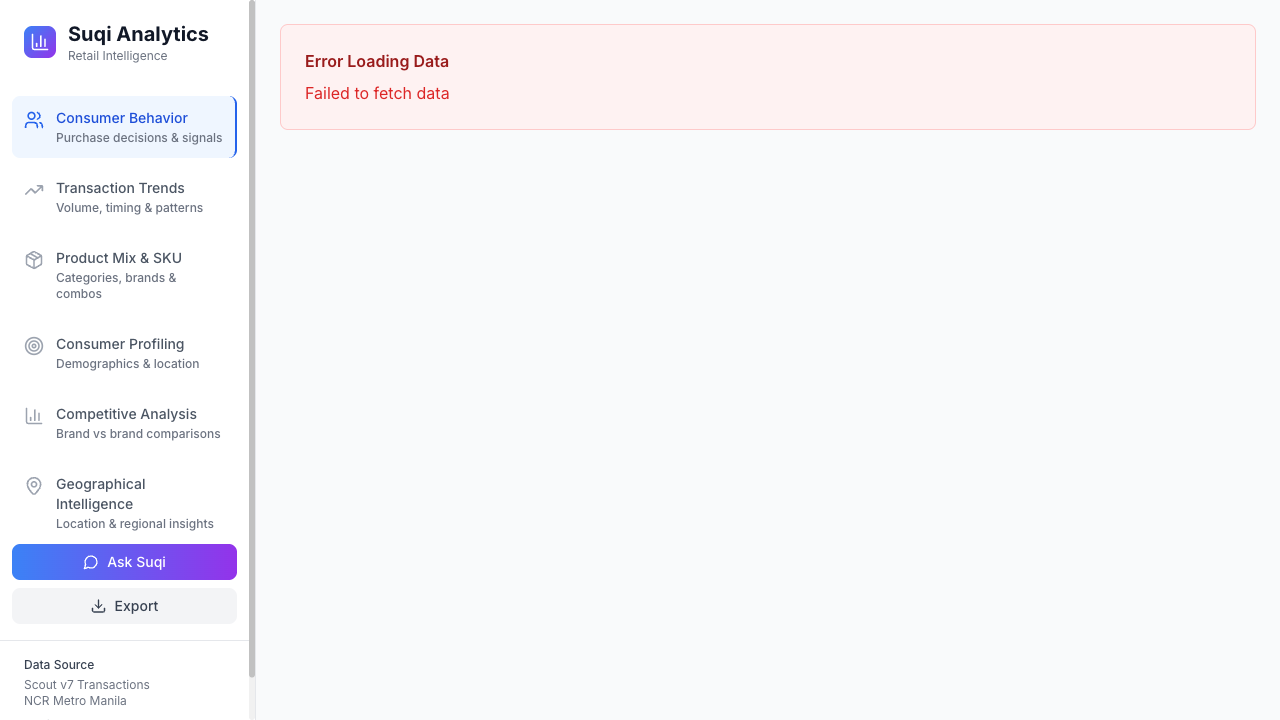 Suqi Analytics
Retail Intelligence
Consumer Behavior
Purchase decisions & signals
Transaction Trends
Volume, timing & patterns
Product Mix & SKU
Categories, brands &
combos
Consumer Profiling
Demographics & location
Competitive Analysis
Brand vs brand comparisons
Geographical
Intelligence
Location & regional insights
Ask Suqi
Export
Data Source
Scout v7 Transactions
NCR Metro Manila
Error Loading Data
Failed to fetch data